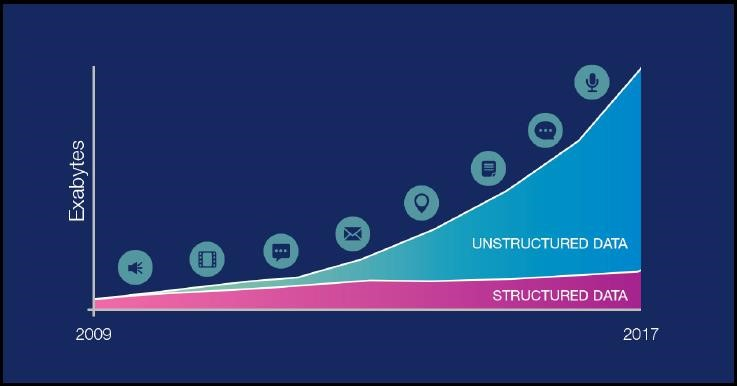 Exabytes
UNSTRUCTURED DATA
STRUCTURED DATA
2009
2017